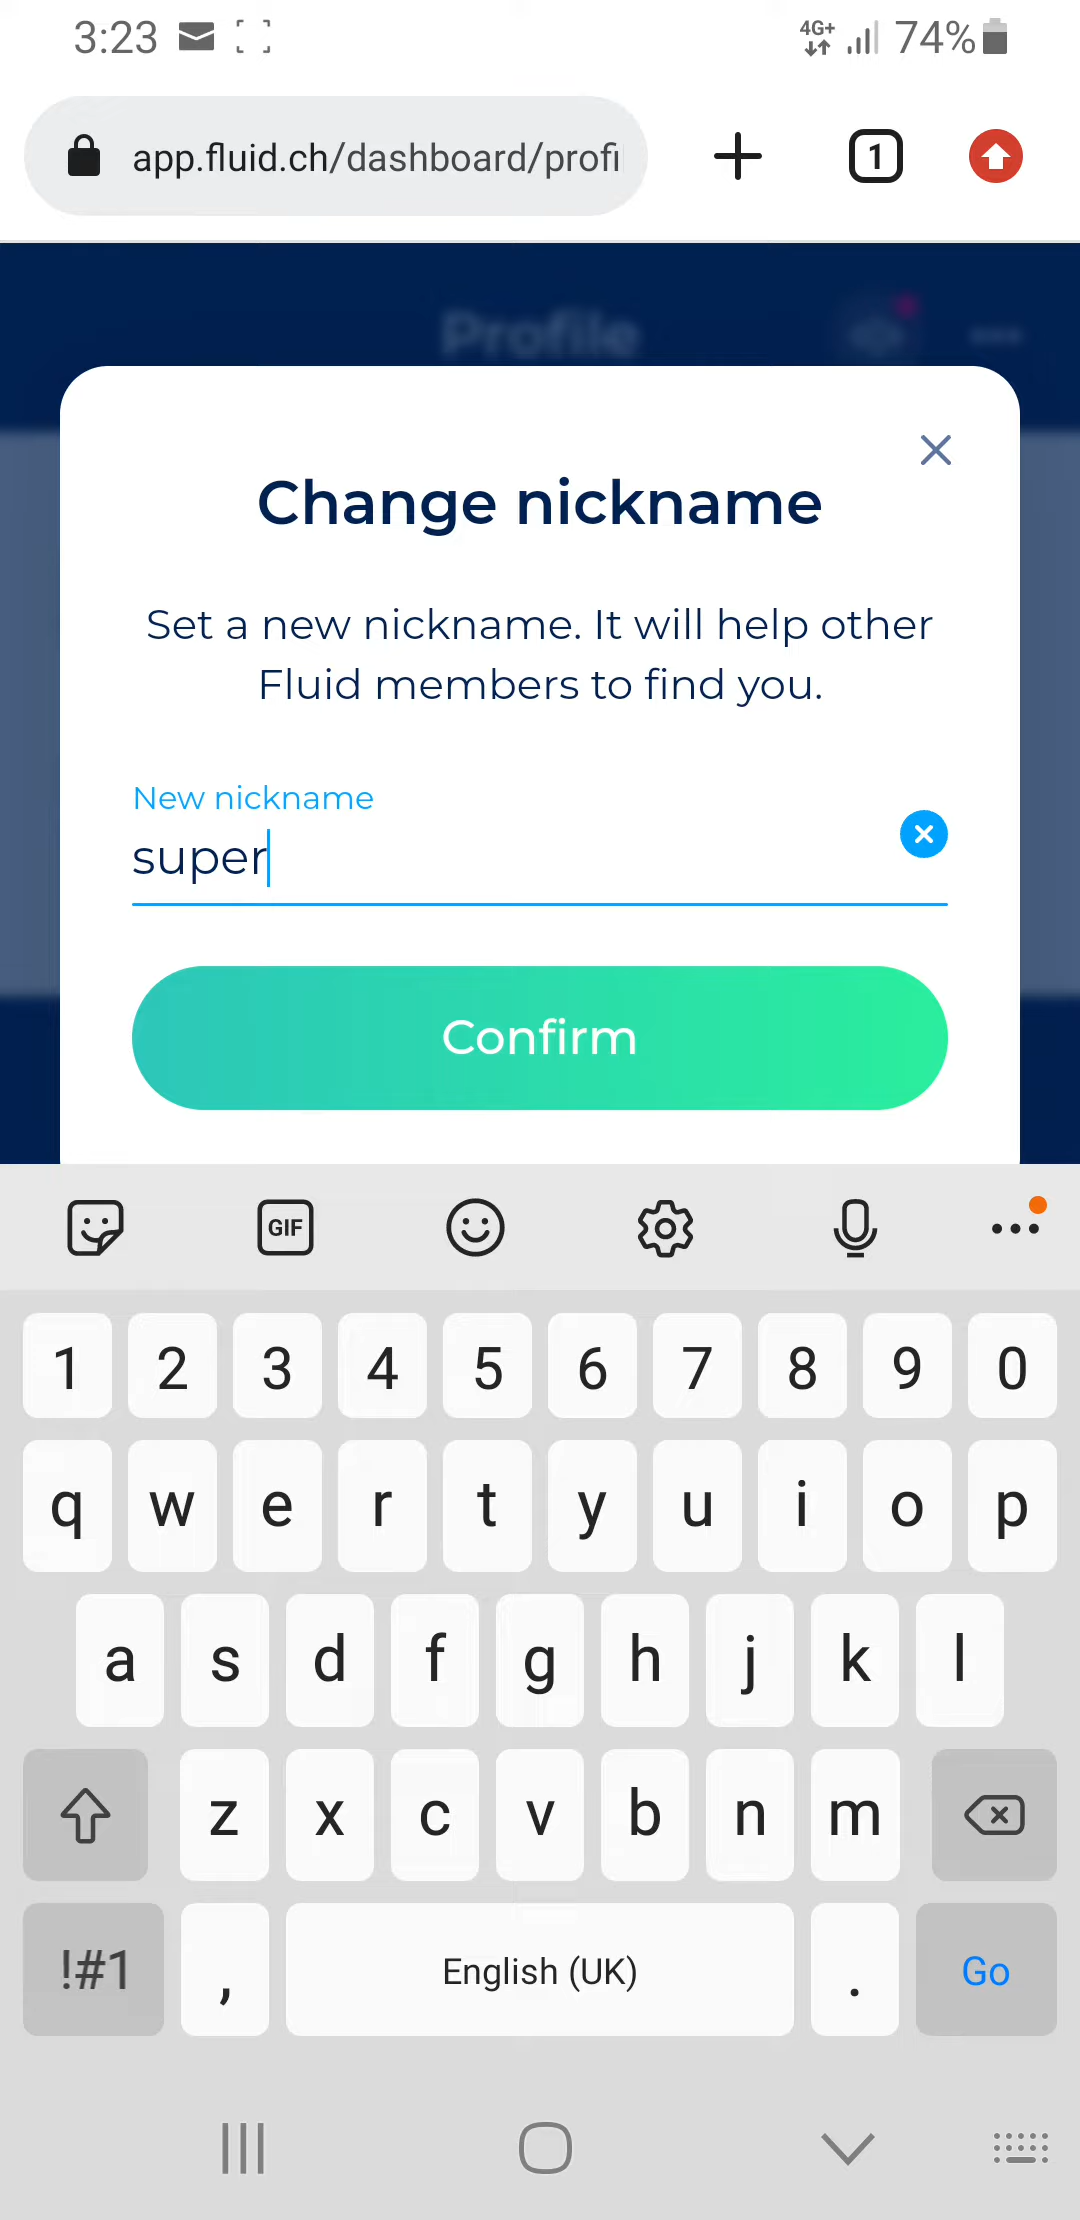 3:23 4G+ 74%
app.fluid.ch/dashboard/profi 1
Profile
Change nickname
Set a new nickname. It will help other
Fluid members to find you.
New nickname
super
Confirm
GIF
1 2 3 4 5 6 7 8 9 0
q w e r t y u i o p
a s d f g h j k l
z x c v b n m
!#1 , English (UK) . Go